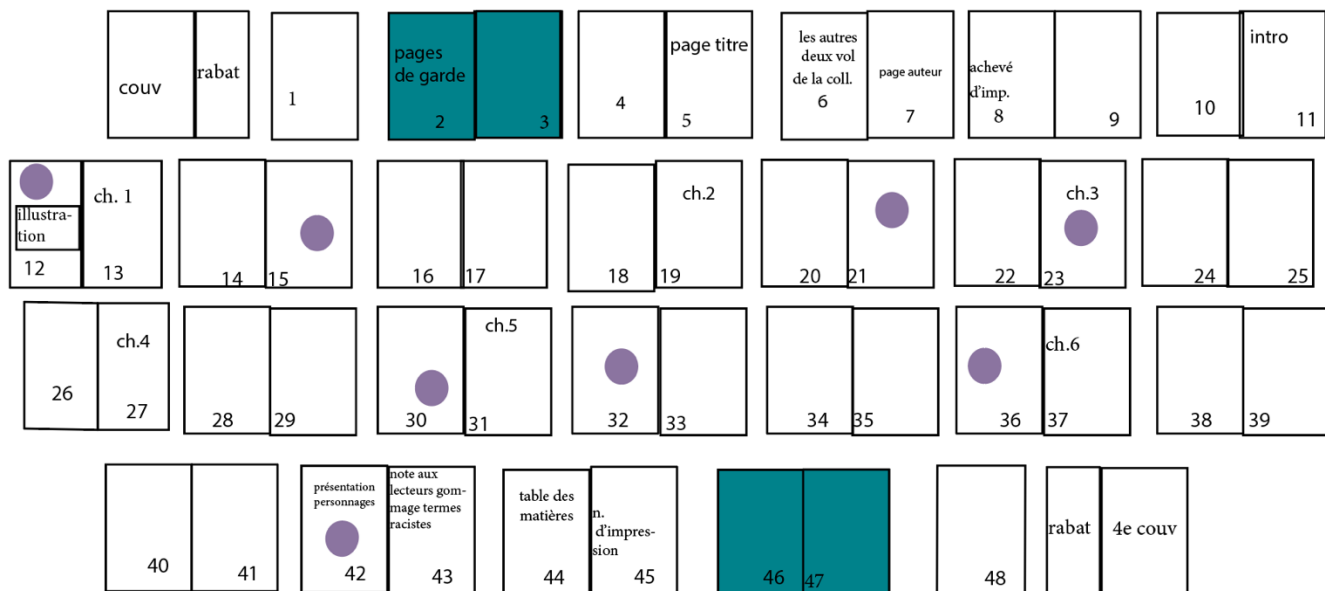 couv
rabat
1
pages
de garde
2
3
4
page titre
5
les autres
deux vol
de la coll.
6
page auteur
7
achevé
d'imp.
8
9
10
intro
11
illustra-
tion
12
ch. 1
13
14
15
16
17
18
ch.2
19
20
21
22
ch.3
23
24
25
26
ch.4
27
28
29
30
ch.5
31
32
33
34
35
36
ch.6
37
38
39
40
41
présentation
personnages
42
note aux
lecteurs gom-
mage termes
racistes
43
table des
matières
44
n.
d'impres-
sion
45
46
47
48
rabat
4e couv